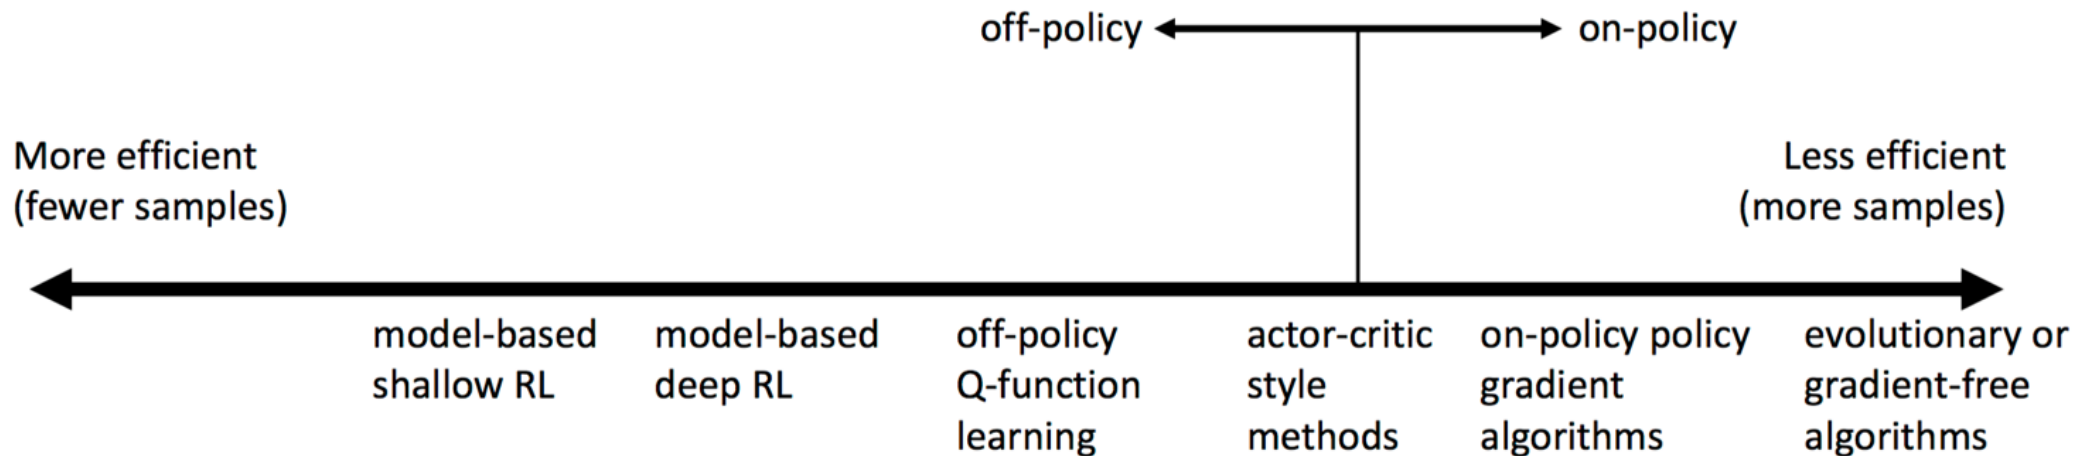 off-policy
on-policy
More efficient
(fewer samples)
Less efficient
(more samples)
model-based
shallow RL
model-based
deep RL
off-policy
Q-function
learning
actor-critic
style
methods
on-policy policy
gradient
algorithms
evolutionary or
gradient-free
algorithms